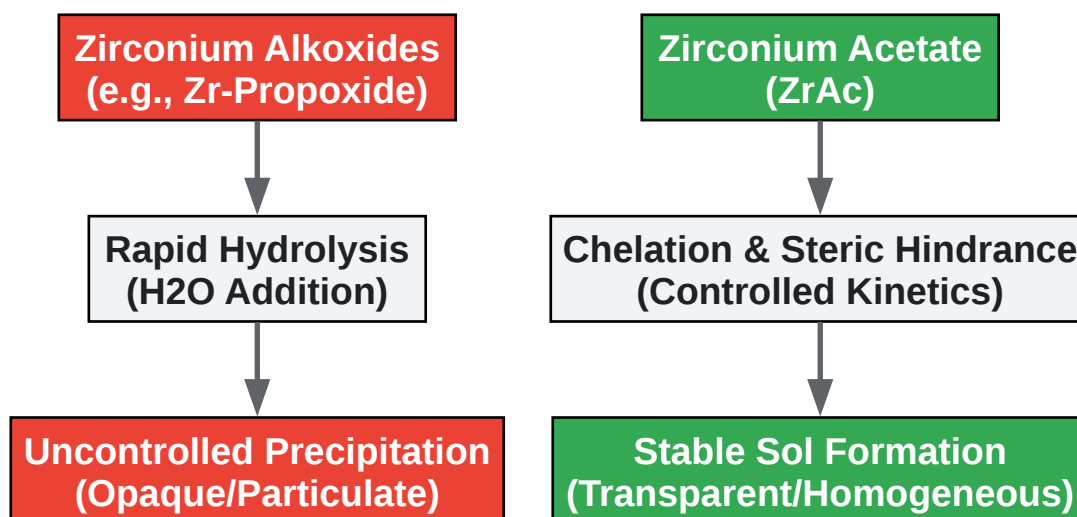 Zirconium Alkoxides
(e.g., Zr-Propoxide)
Rapid Hydrolysis
(H2O Addition)
Uncontrolled Precipitation
(Opaque/Particulate)
Zirconium Acetate
(ZrAc)
Chelation & Steric Hindrance
(Controlled Kinetics)
Stable Sol Formation
(Transparent/Homogeneous)